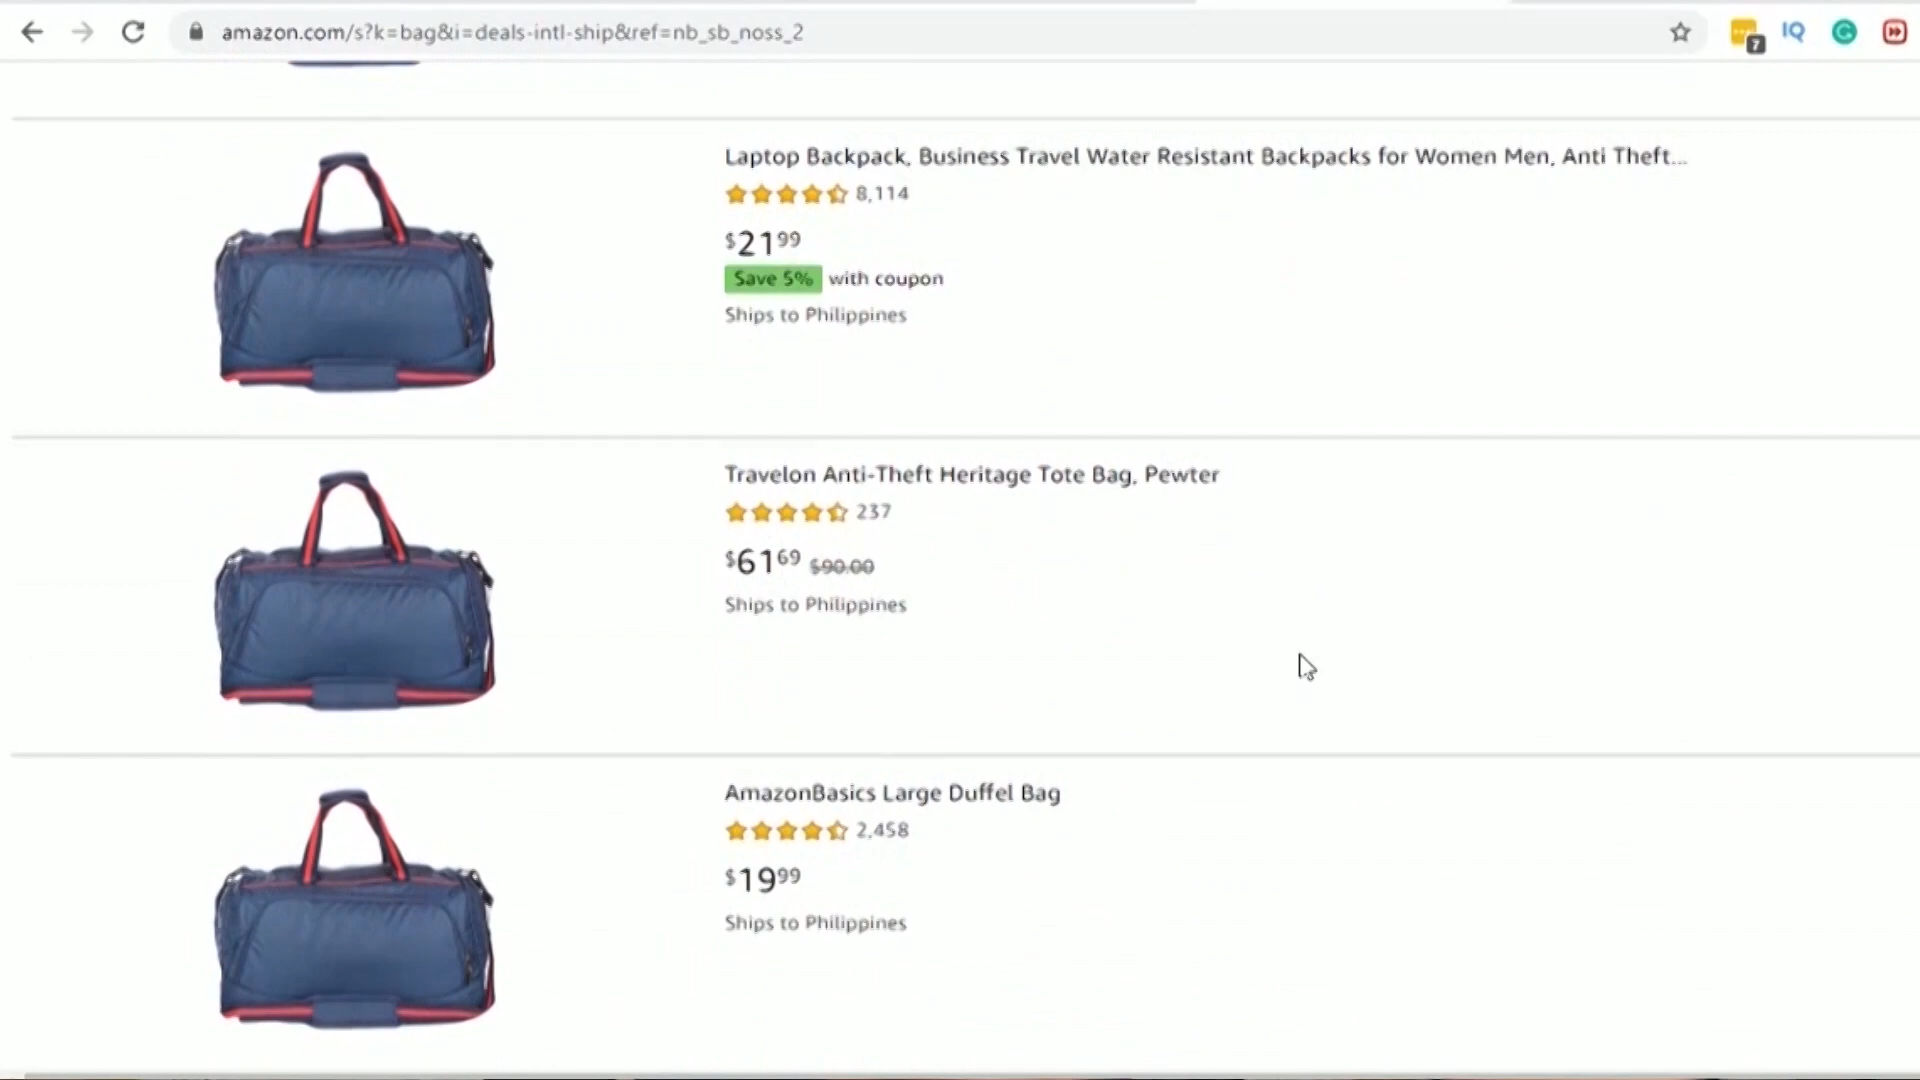 amazon.com/s?k=bag&i=deals-intl-ship&ref=nb_sb_noss_2
7
IQ
Laptop Backpack, Business Travel Water Resistant Backpacks for Women Men, Anti Theft...
8,114
$21.99
Save 5% with coupon
Ships to Philippines
Travelon Anti-Theft Heritage Tote Bag, Pewter
237
$61.69 $90.00
Ships to Philippines
AmazonBasics Large Duffel Bag
2,458
$19.99
Ships to Philippines